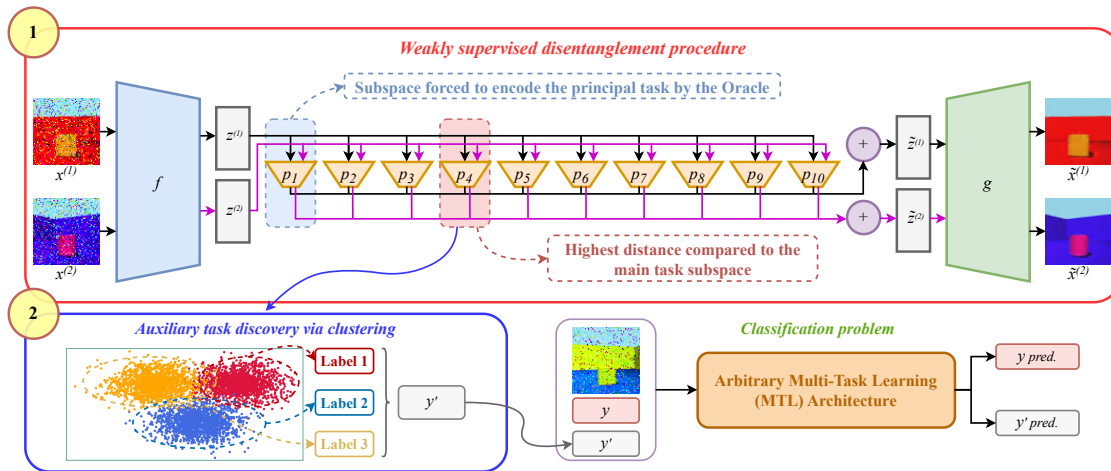 1
Weakly supervised disentanglement procedure
Subspace forced to encode the principal task by the Oracle
x⁽¹⁾
f
z⁽¹⁾
p₁ p₂ p₃ p₄ p₅ p₆ p₇ p₈ p₉ p₁₀
+
z̃⁽¹⁾
g
x̃⁽¹⁾
x⁽²⁾
z⁽²⁾
+
z̃⁽²⁾
x̃⁽²⁾
Highest distance compared to the
main task subspace
2
Auxiliary task discovery via clustering
Label 1
Label 2
Label 3
y'
Classification problem
y
y'
Arbitrary Multi-Task Learning
(MTL) Architecture
y pred.
y' pred.